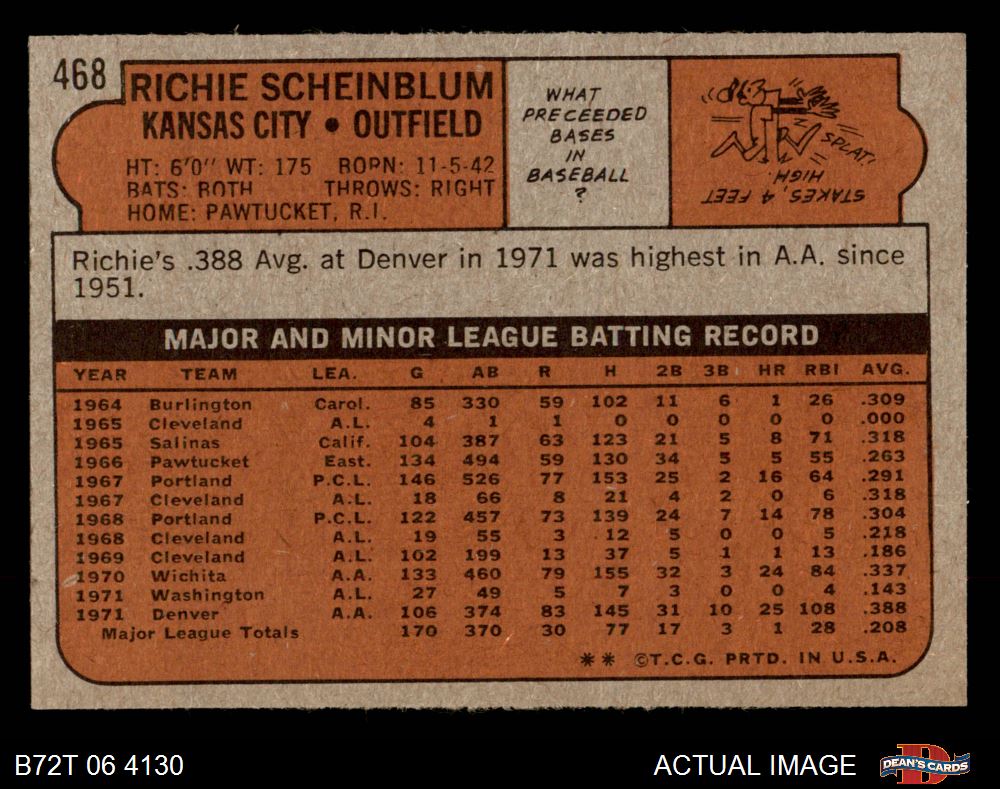 468
RICHIE SCHEINBLUM
KANSAS CITY • OUTFIELD
HT: 6'0" WT: 175 BORN: 11-5-42
BATS: BOTH THROWS: RIGHT
HOME: PAWTUCKET, R.I.
WHAT
PRECEEDED
BASES
IN
BASEBALL
?
SPLAT!
STAKES, 4 FEET
HIGH.
Richie's .388 Avg. at Denver in 1971 was highest in A.A. since
1951.
MAJOR AND MINOR LEAGUE BATTING RECORD
YEAR TEAM LEA. G AB R H 2B 3B HR RBI AVG.
1964 Burlington Carol. 85 330 59 102 11 6 1 26 .309
1965 Cleveland A.L. 4 1 1 0 0 0 0 0 .000
1965 Salinas Calif. 104 387 63 123 21 5 8 71 .318
1966 Pawtucket East. 134 494 59 130 34 5 5 55 .263
1967 Portland P.C.L. 146 526 77 153 25 2 16 64 .291
1967 Cleveland A.L. 18 66 8 21 4 2 0 6 .318
1968 Portland P.C.L. 122 457 73 139 24 7 14 78 .304
1968 Cleveland A.L. 19 55 3 12 5 0 0 5 .218
1969 Cleveland A.L. 102 199 13 37 5 1 1 13 .186
1970 Wichita A.A. 133 460 79 155 32 3 24 84 .337
1971 Washington A.L. 27 49 5 7 3 0 0 4 .143
1971 Denver A.A. 106 374 83 145 31 10 25 108 .388
Major League Totals 170 370 30 77 17 3 1 28 .208
** ©T.C.G. PRTD. IN U.S.A.
B72T 06 4130
ACTUAL IMAGE
D
DEAN'S CARDS